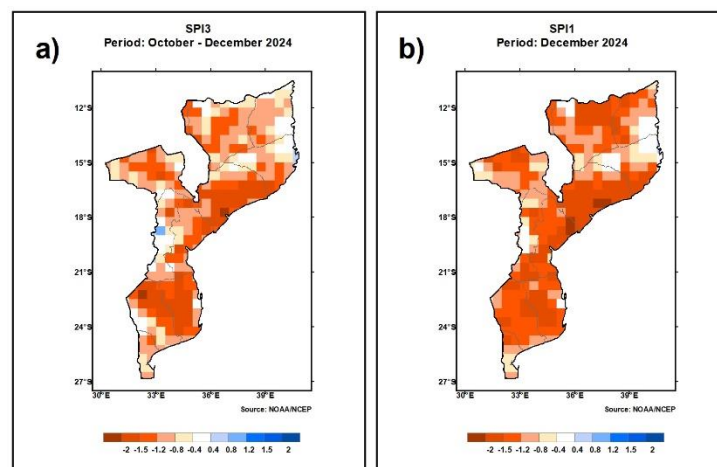 a)
SPI3
Period: October - December 2024
12°S
15°S
18°S
21°S
24°S
27°S
30°E
33°E
36°E
39°E
Source: NOAA/NCEP
-2 -1.5 -1.2 -0.8 -0.4 0.4 0.8 1.2 1.5 2
b)
SPI1
Period: December 2024
12°S
15°S
18°S
21°S
24°S
27°S
30°E
33°E
36°E
39°E
Source: NOAA/NCEP
-2 -1.5 -1.2 -0.8 -0.4 0.4 0.8 1.2 1.5 2